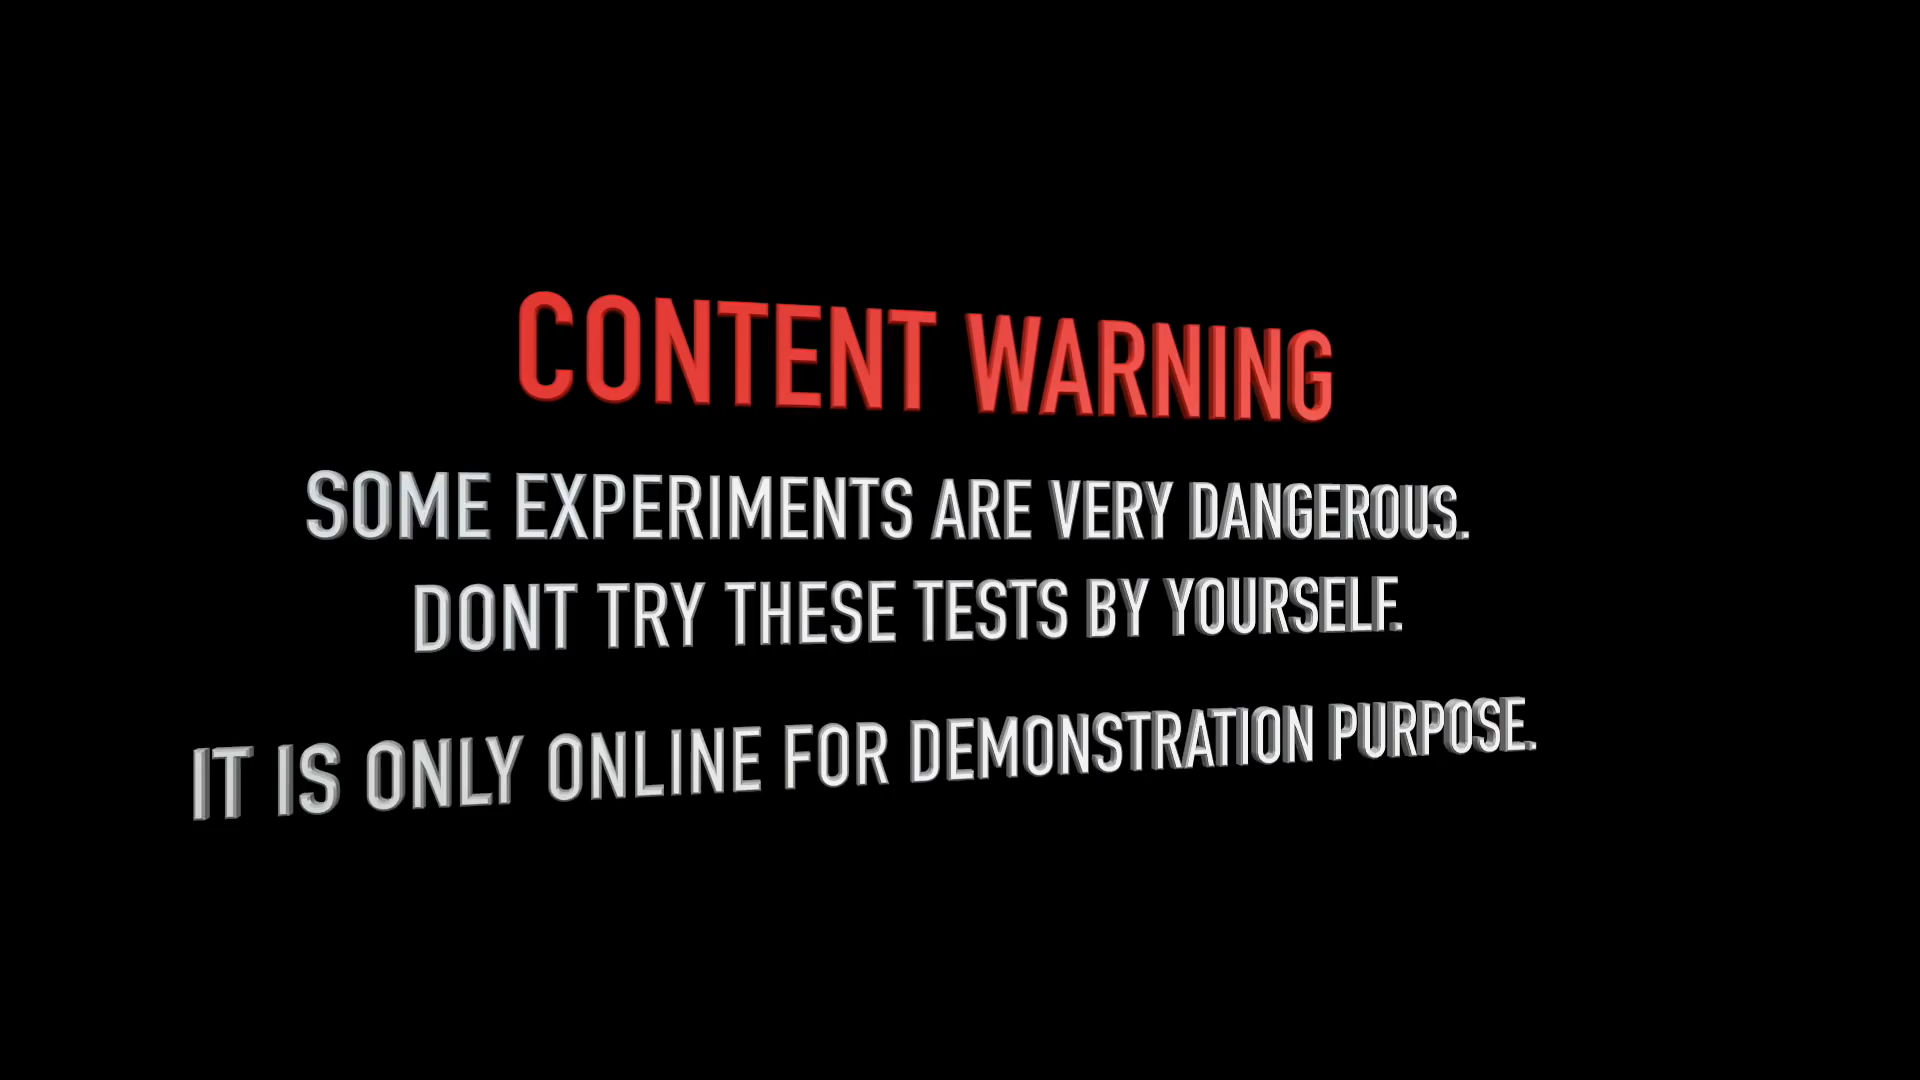 CONTENT WARNING
SOME EXPERIMENTS ARE VERY DANGEROUS.
DONT TRY THESE TESTS BY YOURSELF.
IT IS ONLY ONLINE FOR DEMONSTRATION PURPOSE.